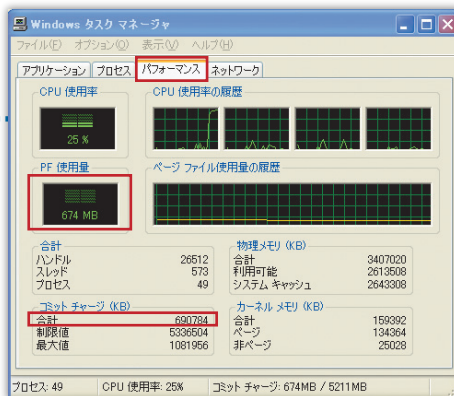 Windows タスク マネージャ
ファイル(F) オプション(O) 表示(V) ヘルプ(H)
アプリケーション プロセス パフォーマンス ネットワーク
CPU 使用率 CPU 使用率の履歴
25 %
PF 使用量 ページ ファイル使用量の履歴
674 MB
合計 物理メモリ (KB)
ハンドル 26512 合計 3407020
スレッド 573 利用可能 2613508
プロセス 49 システム キャッシュ 2643308
コミット チャージ (KB) カーネル メモリ (KB)
合計 690784 合計 159392
制限値 5336504 ページ 134364
最大値 1081956 非ページ 25028
プロセス: 49 CPU 使用率: 25% コミット チャージ: 674MB / 5211MB